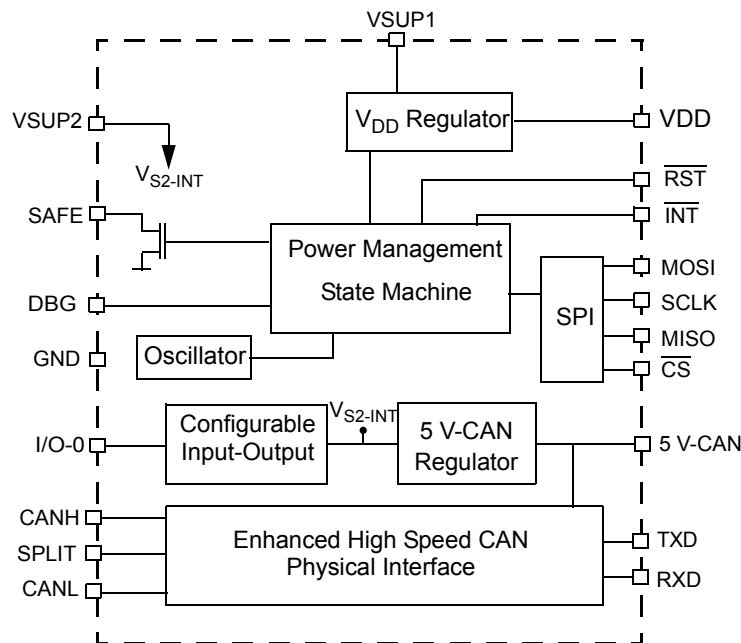 VSUP1
VSUP2
VDD Regulator
VDD
VS2-INT
RST
SAFE
INT
Power Management
State Machine
MOSI
SPI
SCLK
DBG
MISO
GND
Oscillator
CS
VS2-INT
I/O-0
Configurable
Input-Output
5 V-CAN
Regulator
5 V-CAN
CANH
SPLIT
CANL
Enhanced High Speed CAN
Physical Interface
TXD
RXD